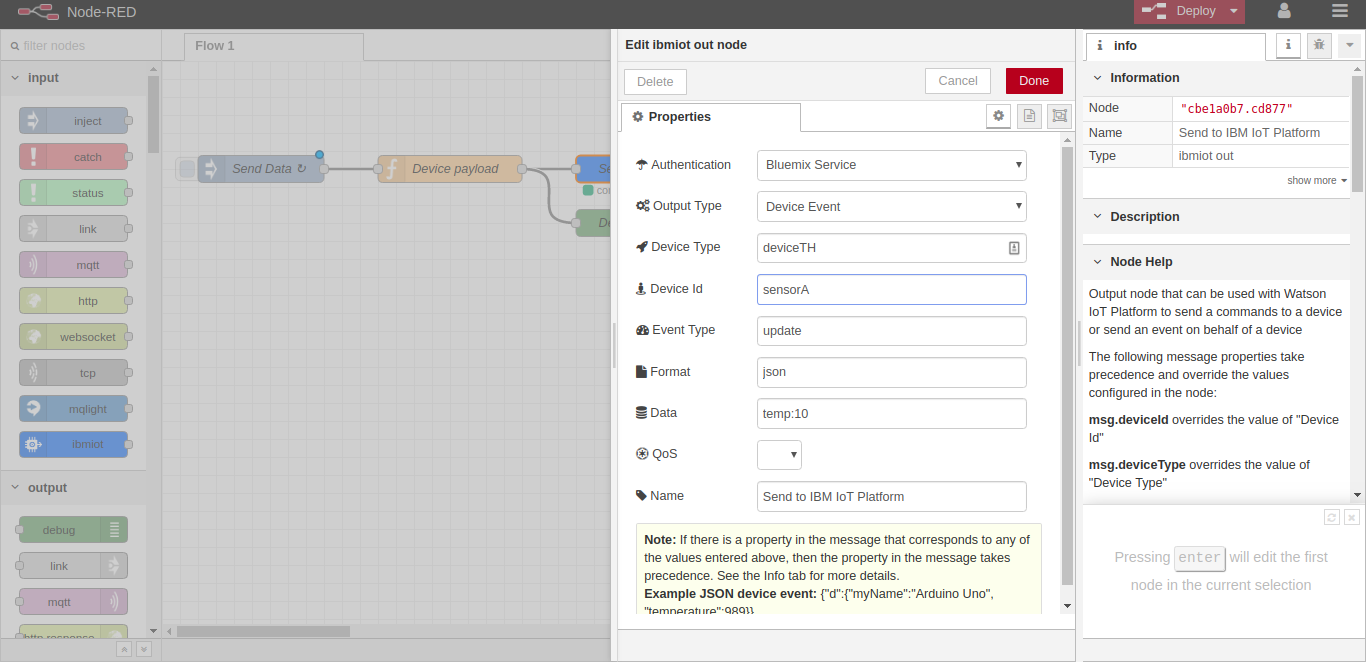 Node-RED
Deploy
filter nodes
input
inject
catch
status
link
mqtt
http
websocket
tcp
mqlight
ibmiot
output
debug
link
mqtt
http response
Flow 1
Send Data ↻
Device payload
Edit ibmiot out node
Delete
Cancel
Done
Properties
Authentication
Bluemix Service
Output Type
Device Event
Device Type
deviceTH
Device Id
sensorA
Event Type
update
Format
json
Data
temp:10
QoS
Name
Send to IBM IoT Platform
Note: If there is a property in the message that corresponds to any of
the values entered above, then the property in the message takes
precedence. See the Info tab for more details.
Example JSON device event: {"d":{"myName":"Arduino Uno",
"temperature":989}}
info
Information
Node
"cbe1a0b7.cd877"
Name
Send to IBM IoT Platform
Type
ibmiot out
show more
Description
Node Help
Output node that can be used with Watson
IoT Platform to send a commands to a device
or send an event on behalf of a device
The following message properties take
precedence and override the values
configured in the node:
msg.deviceId overrides the value of "Device
Id"
msg.deviceType overrides the value of
"Device Type"
Pressing enter will edit the first
node in the current selection